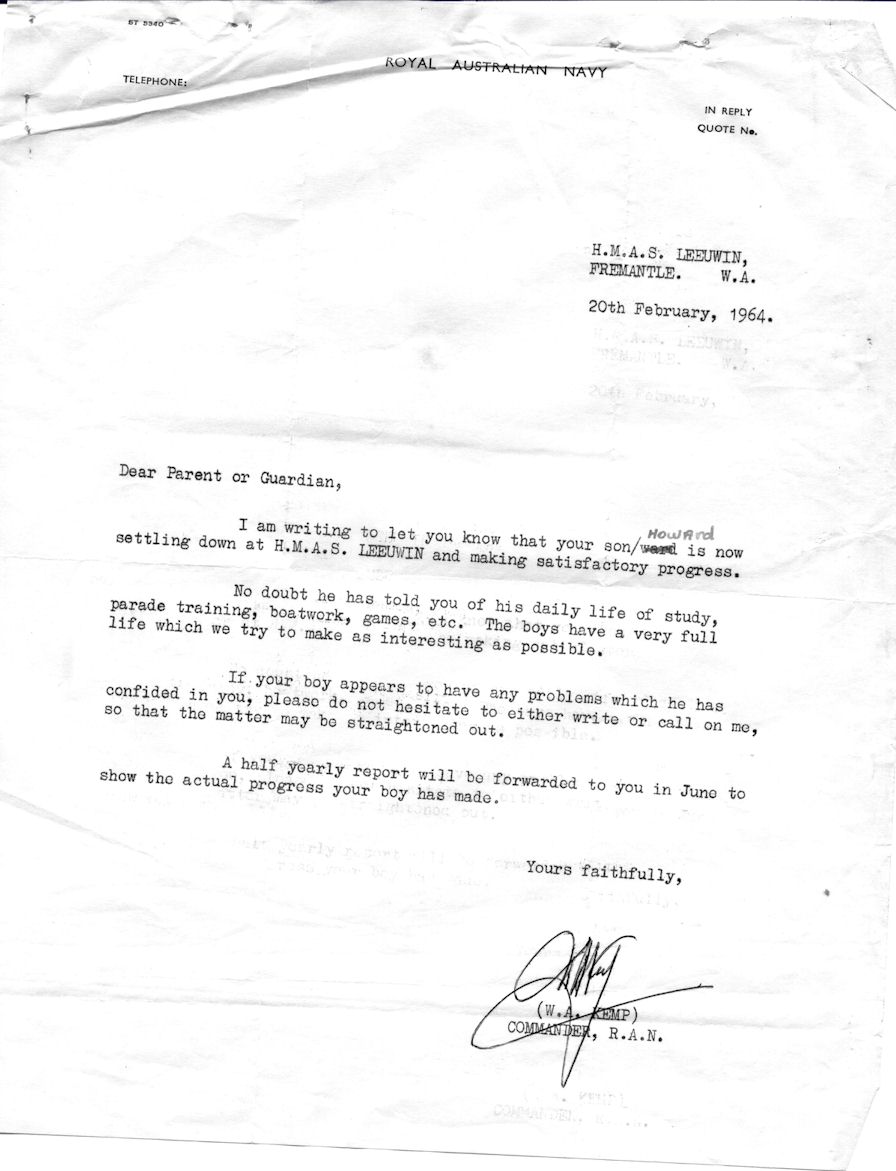 ST 5540
ROYAL AUSTRALIAN NAVY
TELEPHONE:
IN REPLY
QUOTE No.
H.M.A.S. LEEUWIN,
FREMANTLE. W.A.
20th February, 1964.
Dear Parent or Guardian,
Howard
I am writing to let you know that your son/ward is now
settling down at H.M.A.S. LEEUWIN and making satisfactory progress.
No doubt he has told you of his daily life of study,
parade training, boatwork, games, etc. The boys have a very full
life which we try to make as interesting as possible.
If your boy appears to have any problems which he has
confided in you, please do not hesitate to either write or call on me,
so that the matter may be straightened out.
A half yearly report will be forwarded to you in June to
show the actual progress your boy has made.
Yours faithfully,
(W.A. KEMP)
COMMANDER, R.A.N.